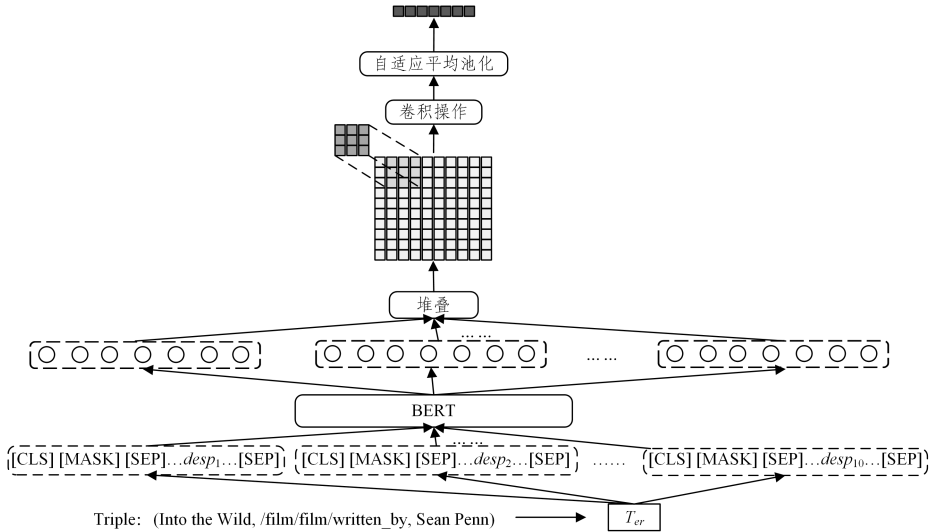 自适应平均池化
卷积操作
堆叠
... ...
... ...
BERT
... ...
[CLS] [MASK] [SEP]...desp1...[SEP] [CLS] [MASK] [SEP]...desp2...[SEP] ...... [CLS] [MASK] [SEP]...desp10...[SEP]
Triple: (Into the Wild, /film/film/written_by, Sean Penn) Ter